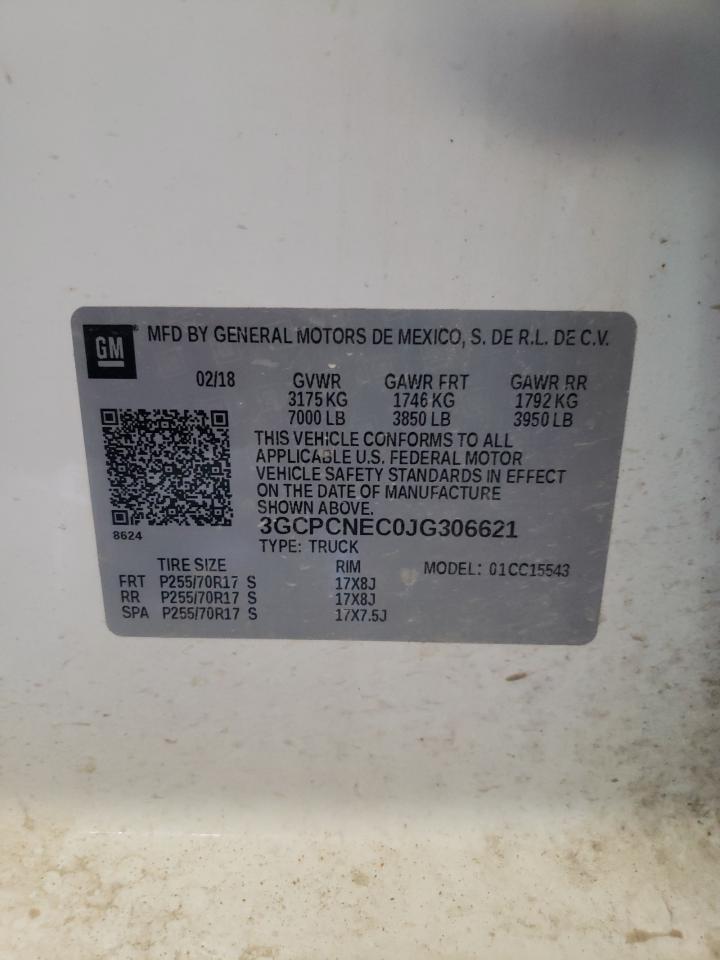 GM® MFD BY GENERAL MOTORS DE MEXICO, S. DE R.L. DE C.V.
02/18 GVWR GAWR FRT GAWR RR
3175 KG 1746 KG 1792 KG
7000 LB 3850 LB 3950 LB
THIS VEHICLE CONFORMS TO ALL
APPLICABLE U.S. FEDERAL MOTOR
VEHICLE SAFETY STANDARDS IN EFFECT
ON THE DATE OF MANUFACTURE
SHOWN ABOVE.
3GCPCNEC0JG306621
8624
TYPE: TRUCK
TIRE SIZE RIM MODEL: 01CC15543
FRT P255/70R17 S 17X8J
RR P255/70R17 S 17X8J
SPA P255/70R17 S 17X7.5J